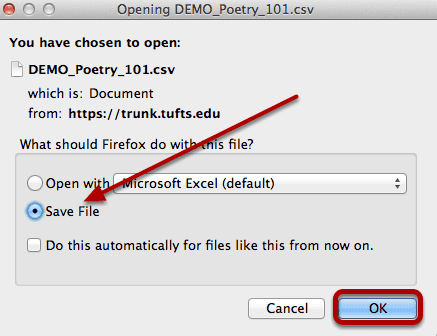 Opening DEMO_Poetry_101.csv
You have chosen to open:
DEMO_Poetry_101.csv
which is: Document
from: https://trunk.tufts.edu
What should Firefox do with this file?
Open with Microsoft Excel (default)
Save File
Do this automatically for files like this from now on.
Cancel OK